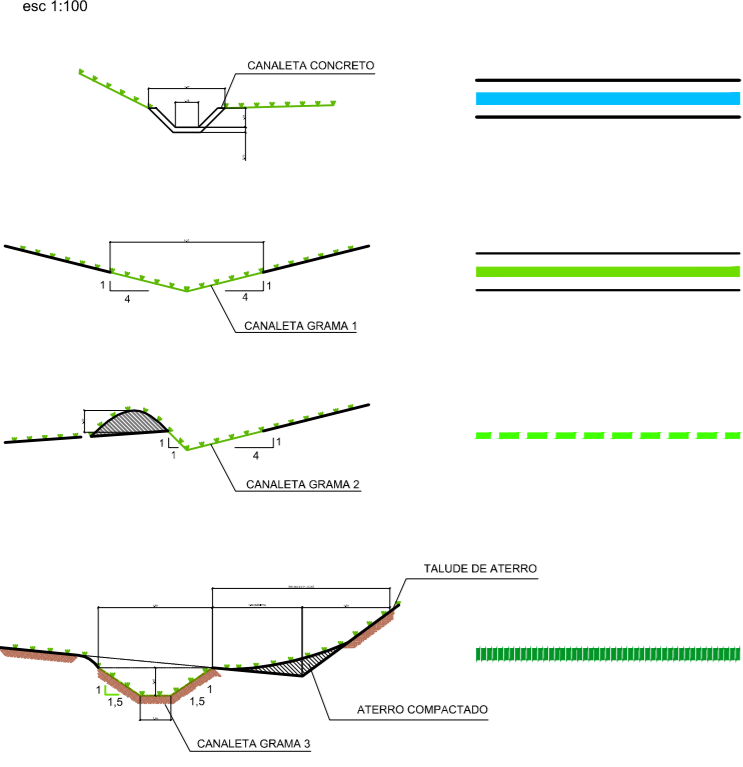 esc 1:100
CANALETA CONCRETO
1
4
4
1
CANALETA GRAMA 1
1
1
4
1
CANALETA GRAMA 2
TALUDE DE ATERRO
1
1,5
1,5
1
ATERRO COMPACTADO
CANALETA GRAMA 3